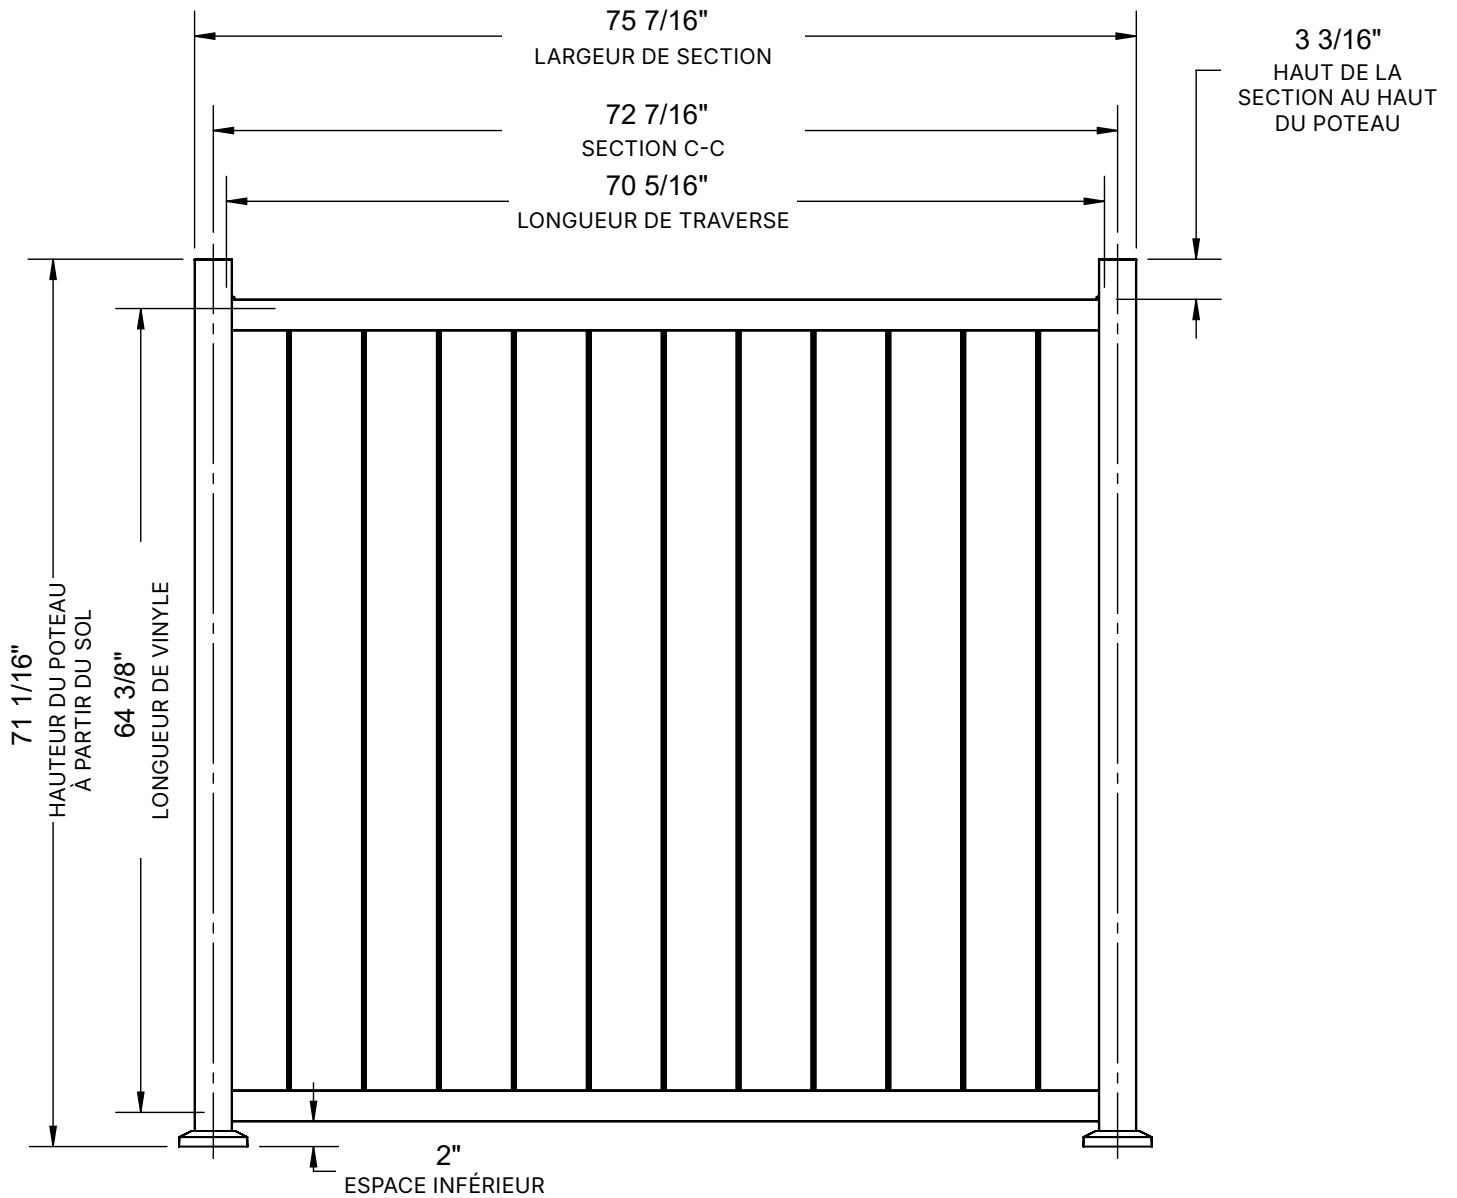 75 7/16"
LARGEUR DE SECTION
3 3/16"
HAUT DE LA
SECTION AU HAUT
DU POTEAU
72 7/16"
SECTION C-C
70 5/16"
LONGUEUR DE TRAVERSE
71 1/16"
HAUTEUR DU POTEAU
À PARTIR DU SOL
64 3/8"
LONGUEUR DE VINYLE
2"
ESPACE INFÉRIEUR